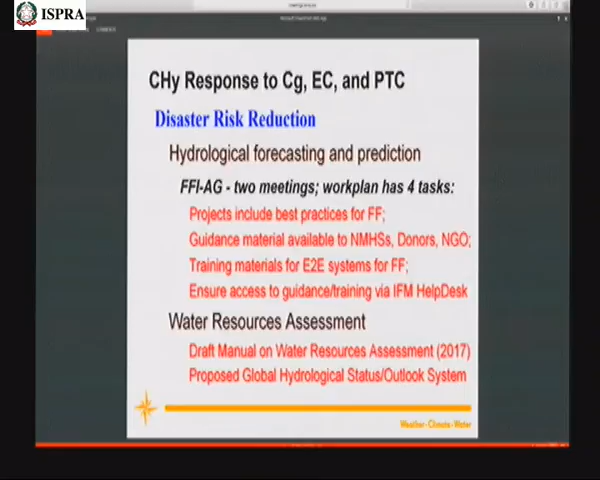 ISPRA
CHy Response to Cg, EC, and PTC
Disaster Risk Reduction
Hydrological forecasting and prediction
FFI-AG - two meetings; workplan has 4 tasks:
Projects include best practices for FF;
Guidance material available to NMHSs, Donors, NGO;
Training materials for E2E systems for FF;
Ensure access to guidance/training via IFM HelpDesk
Water Resources Assessment
Draft Manual on Water Resources Assessment (2017)
Proposed Global Hydrological Status/Outlook System
Weather - Climate - Water